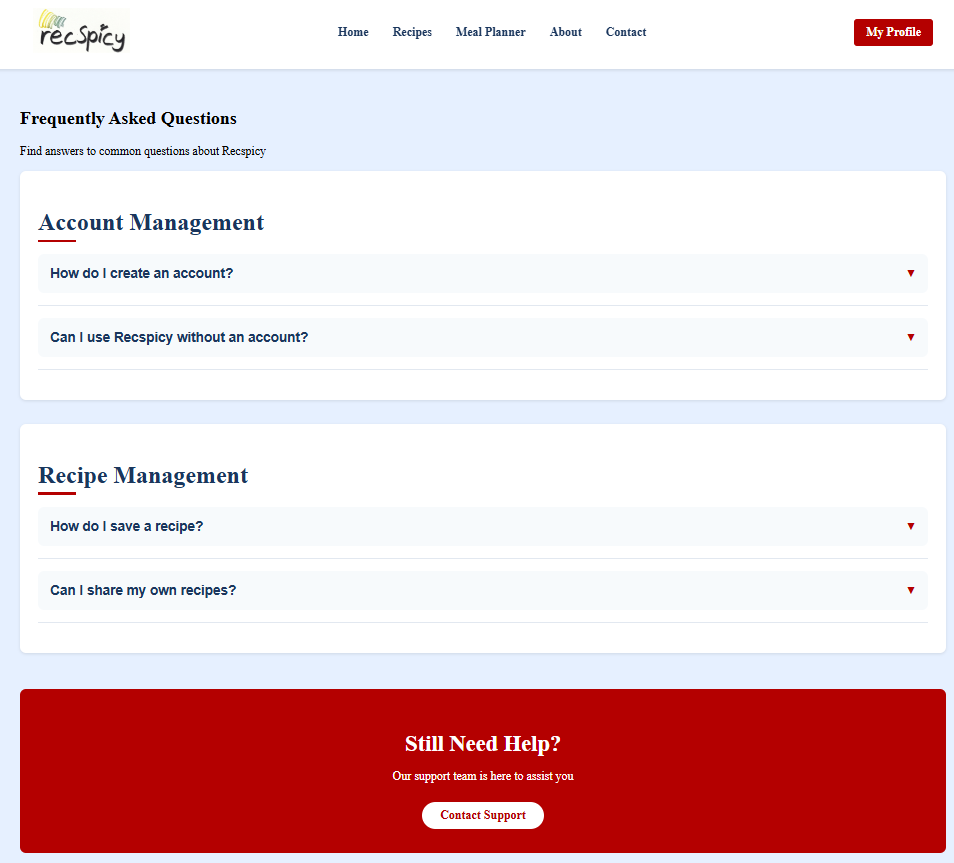 recSpicy
Home Recipes Meal Planner About Contact My Profile
Frequently Asked Questions
Find answers to common questions about Recspicy
Account Management
How do I create an account?
Can I use Recspicy without an account?
Recipe Management
How do I save a recipe?
Can I share my own recipes?
Still Need Help?
Our support team is here to assist you
Contact Support